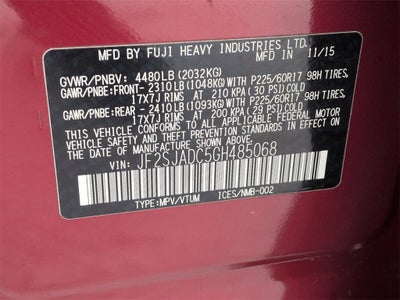 MFD BY FUJI HEAVY INDUSTRIES LTD. 11/15
GVWR/PNBV: 4480LB (2032KG)
GAWR/PNBE:FRONT- 2310LB (1048KG)WITH P225/60R17 98H TIRES,
17X7J RIMS AT 210 KPA (30 PSI) COLD
GAWR/PNBE:REAR - 2410LB (1093KG)WITH P225/60R17 98H TIRES,
17X7J RIMS AT 200 KPA (29 PSI) COLD
THIS VEHICLE CONFORMS TO ALL APPLICABLE FEDERAL MOTOR
VEHICLE SAFETY, BUMPER, AND THEFT PREVENTION STANDARDS
IN EFFECT ON THE DATE OF MANUFACTURE SHOWN ABOVE.
VIN: JF2SJADC5GH485068
TYPE:MPV/VTUM ICES/NMB-002